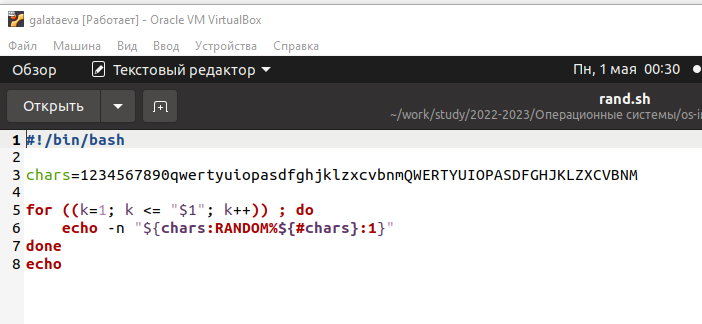 galataeva [Работает] - Oracle VM VirtualBox
Файл Машина Вид Ввод Устройства Справка
Обзор Текстовый редактор Пн, 1 мая 00:30
Открыть rand.sh
~/work/study/2022-2023/Операционные системы/os-i
1 #!/bin/bash
2
3 chars=1234567890qwertyuiopasdfghjklzxcvbnmQWERTYUIOPASDFGHJKLZXCVBNM
4
5 for ((k=1; k <= "$1"; k++)) ; do
6     echo -n "${chars:RANDOM%${#chars}:1}"
7 done
8 echo